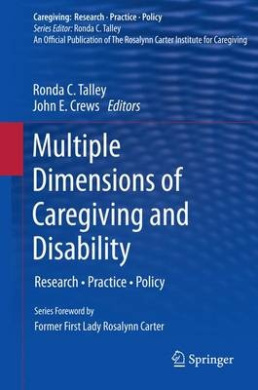 Caregiving: Research • Practice • Policy
Series Editor: Ronda C. Talley
An Official Publication of The Rosalynn Carter Institute for Caregiving
Ronda C. Talley
John E. Crews Editors
Multiple
Dimensions of
Caregiving and
Disability
Research • Practice • Policy
Series Foreword by
Former First Lady Rosalynn Carter
Springer